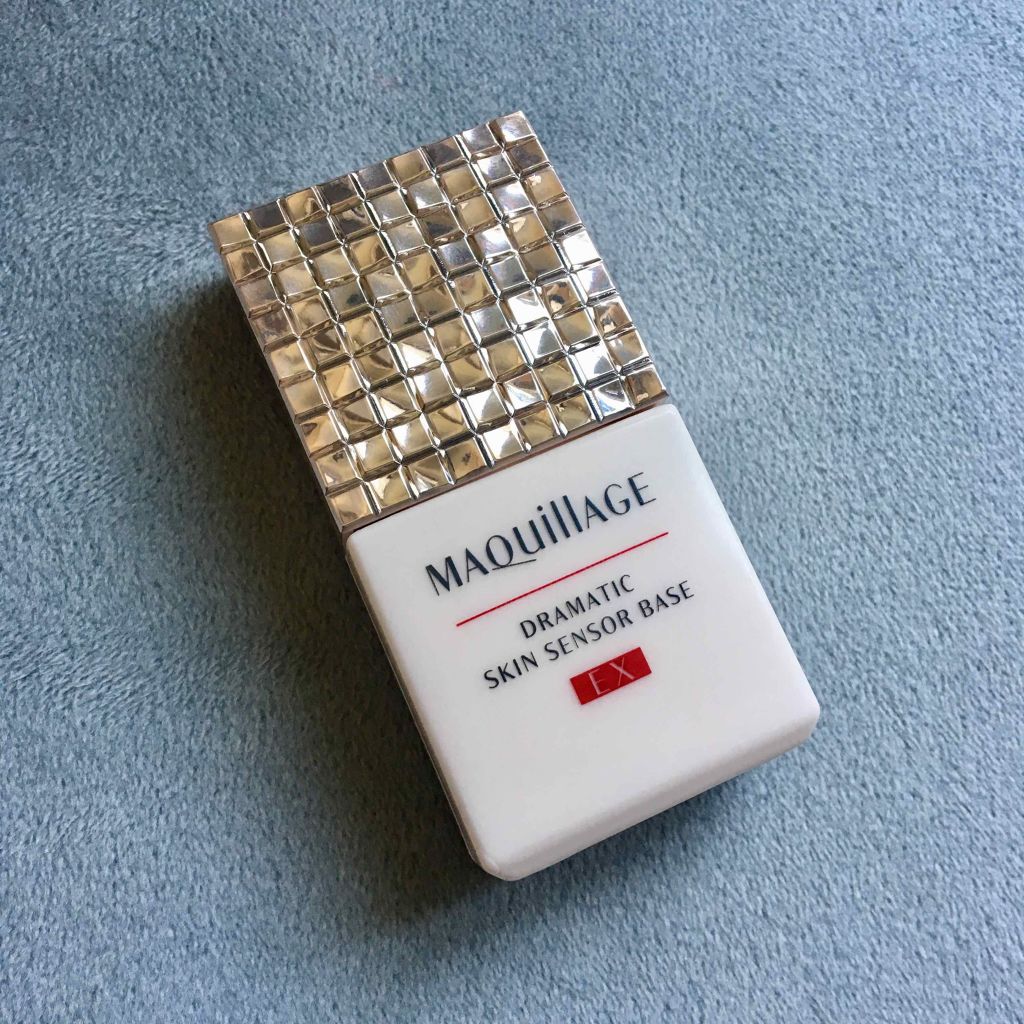 MAQuillAGE
DRAMATIC
SKIN SENSOR BASE
EX